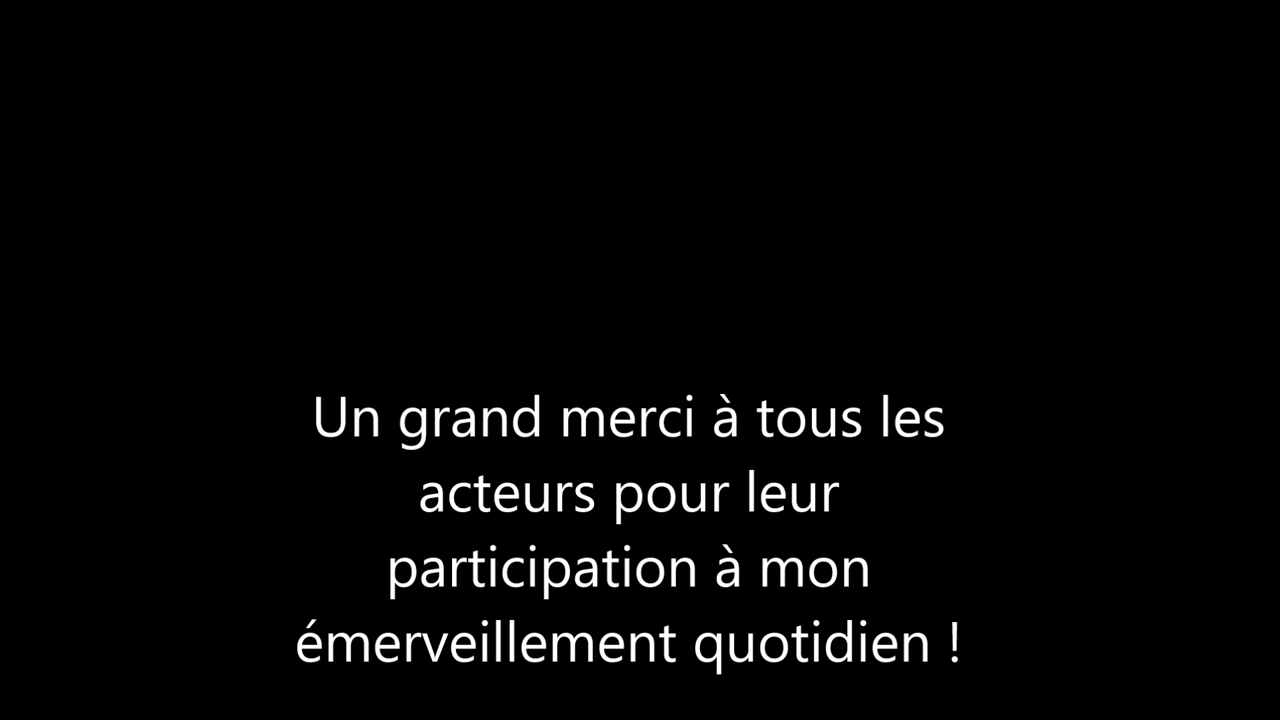 Un grand merci à tous les
acteurs pour leur
participation à mon
émerveillement quotidien !